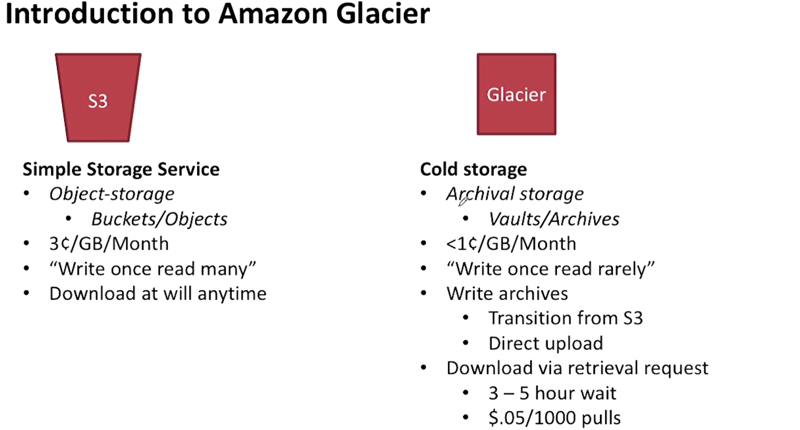 Introduction to Amazon Glacier
S3
Simple Storage Service
• Object-storage
• Buckets/Objects
• 3¢/GB/Month
• “Write once read many”
• Download at will anytime
Glacier
Cold storage
• Archival storage
• Vaults/Archives
• <1¢/GB/Month
• “Write once read rarely”
• Write archives
• Transition from S3
• Direct upload
• Download via retrieval request
• 3 – 5 hour wait
• $.05/1000 pulls